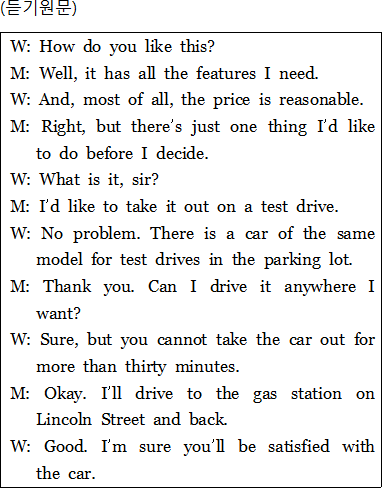 (듣기원문)
W: How do you like this?
M: Well, it has all the features I need.
W: And, most of all, the price is reasonable.
M: Right, but there's just one thing I'd like
to do before I decide.
W: What is it, sir?
M: I'd like to take it out on a test drive.
W: No problem. There is a car of the same
model for test drives in the parking lot.
M: Thank you. Can I drive it anywhere I
want?
W: Sure, but you cannot take the car out for
more than thirty minutes.
M: Okay. I'll drive to the gas station on
Lincoln Street and back.
W: Good. I'm sure you'll be satisfied with
the car.